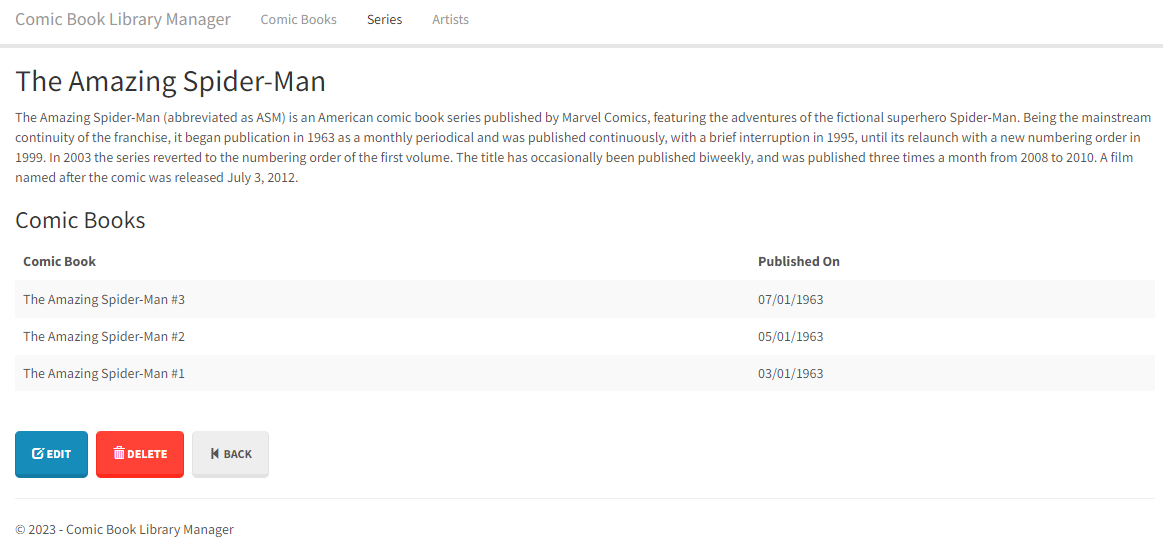 Comic Book Library Manager Comic Books Series Artists
The Amazing Spider-Man
The Amazing Spider-Man (abbreviated as ASM) is an American comic book series published by Marvel Comics, featuring the adventures of the fictional superhero Spider-Man. Being the mainstream
continuity of the franchise, it began publication in 1963 as a monthly periodical and was published continuously, with a brief interruption in 1995, until its relaunch with a new numbering order in
1999. In 2003 the series reverted to the numbering order of the first volume. The title has occasionally been published biweekly, and was published three times a month from 2008 to 2010. A film
named after the comic was released July 3, 2012.
Comic Books
Comic Book Published On
The Amazing Spider-Man #3 07/01/1963
The Amazing Spider-Man #2 05/01/1963
The Amazing Spider-Man #1 03/01/1963
EDIT DELETE BACK
© 2023 - Comic Book Library Manager